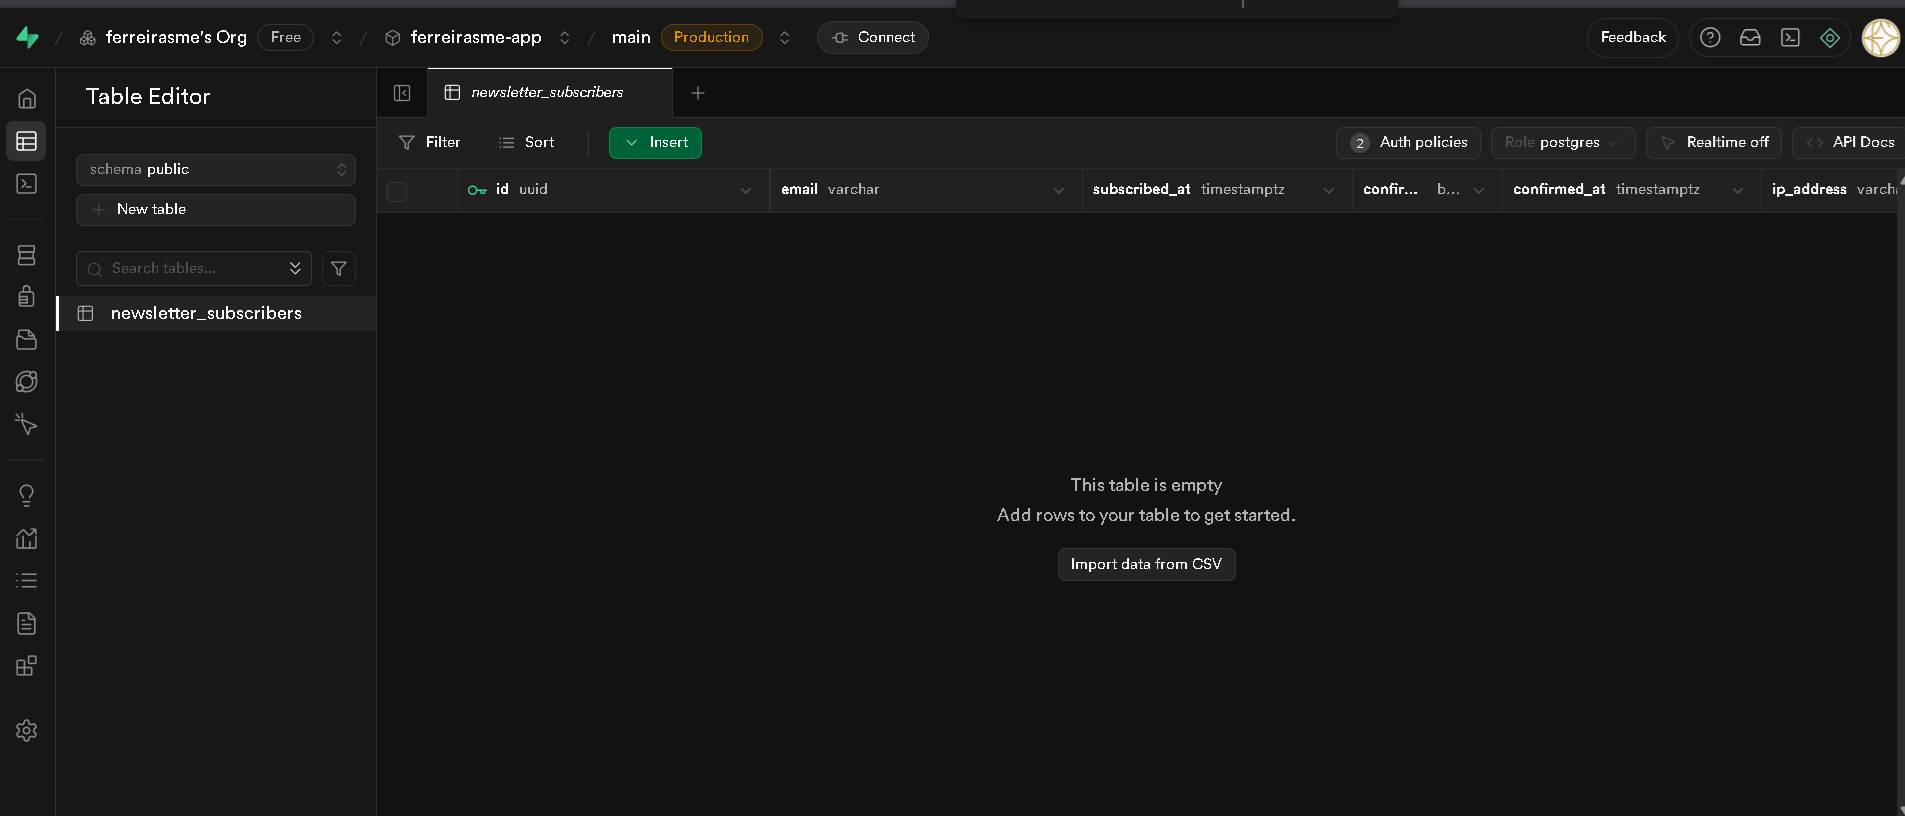 ferreirasme's Org Free ferreirasme-app main Production Connect Feedback
Table Editor
newsletter_subscribers
Filter Sort Insert 2 Auth policies Role postgres Realtime off API Docs
schema public
New table
Search tables...
newsletter_subscribers
id uuid email varchar subscribed_at timestamptz confir... b... confirmed_at timestamptz ip_address
This table is empty
Add rows to your table to get started.
Import data from CSV